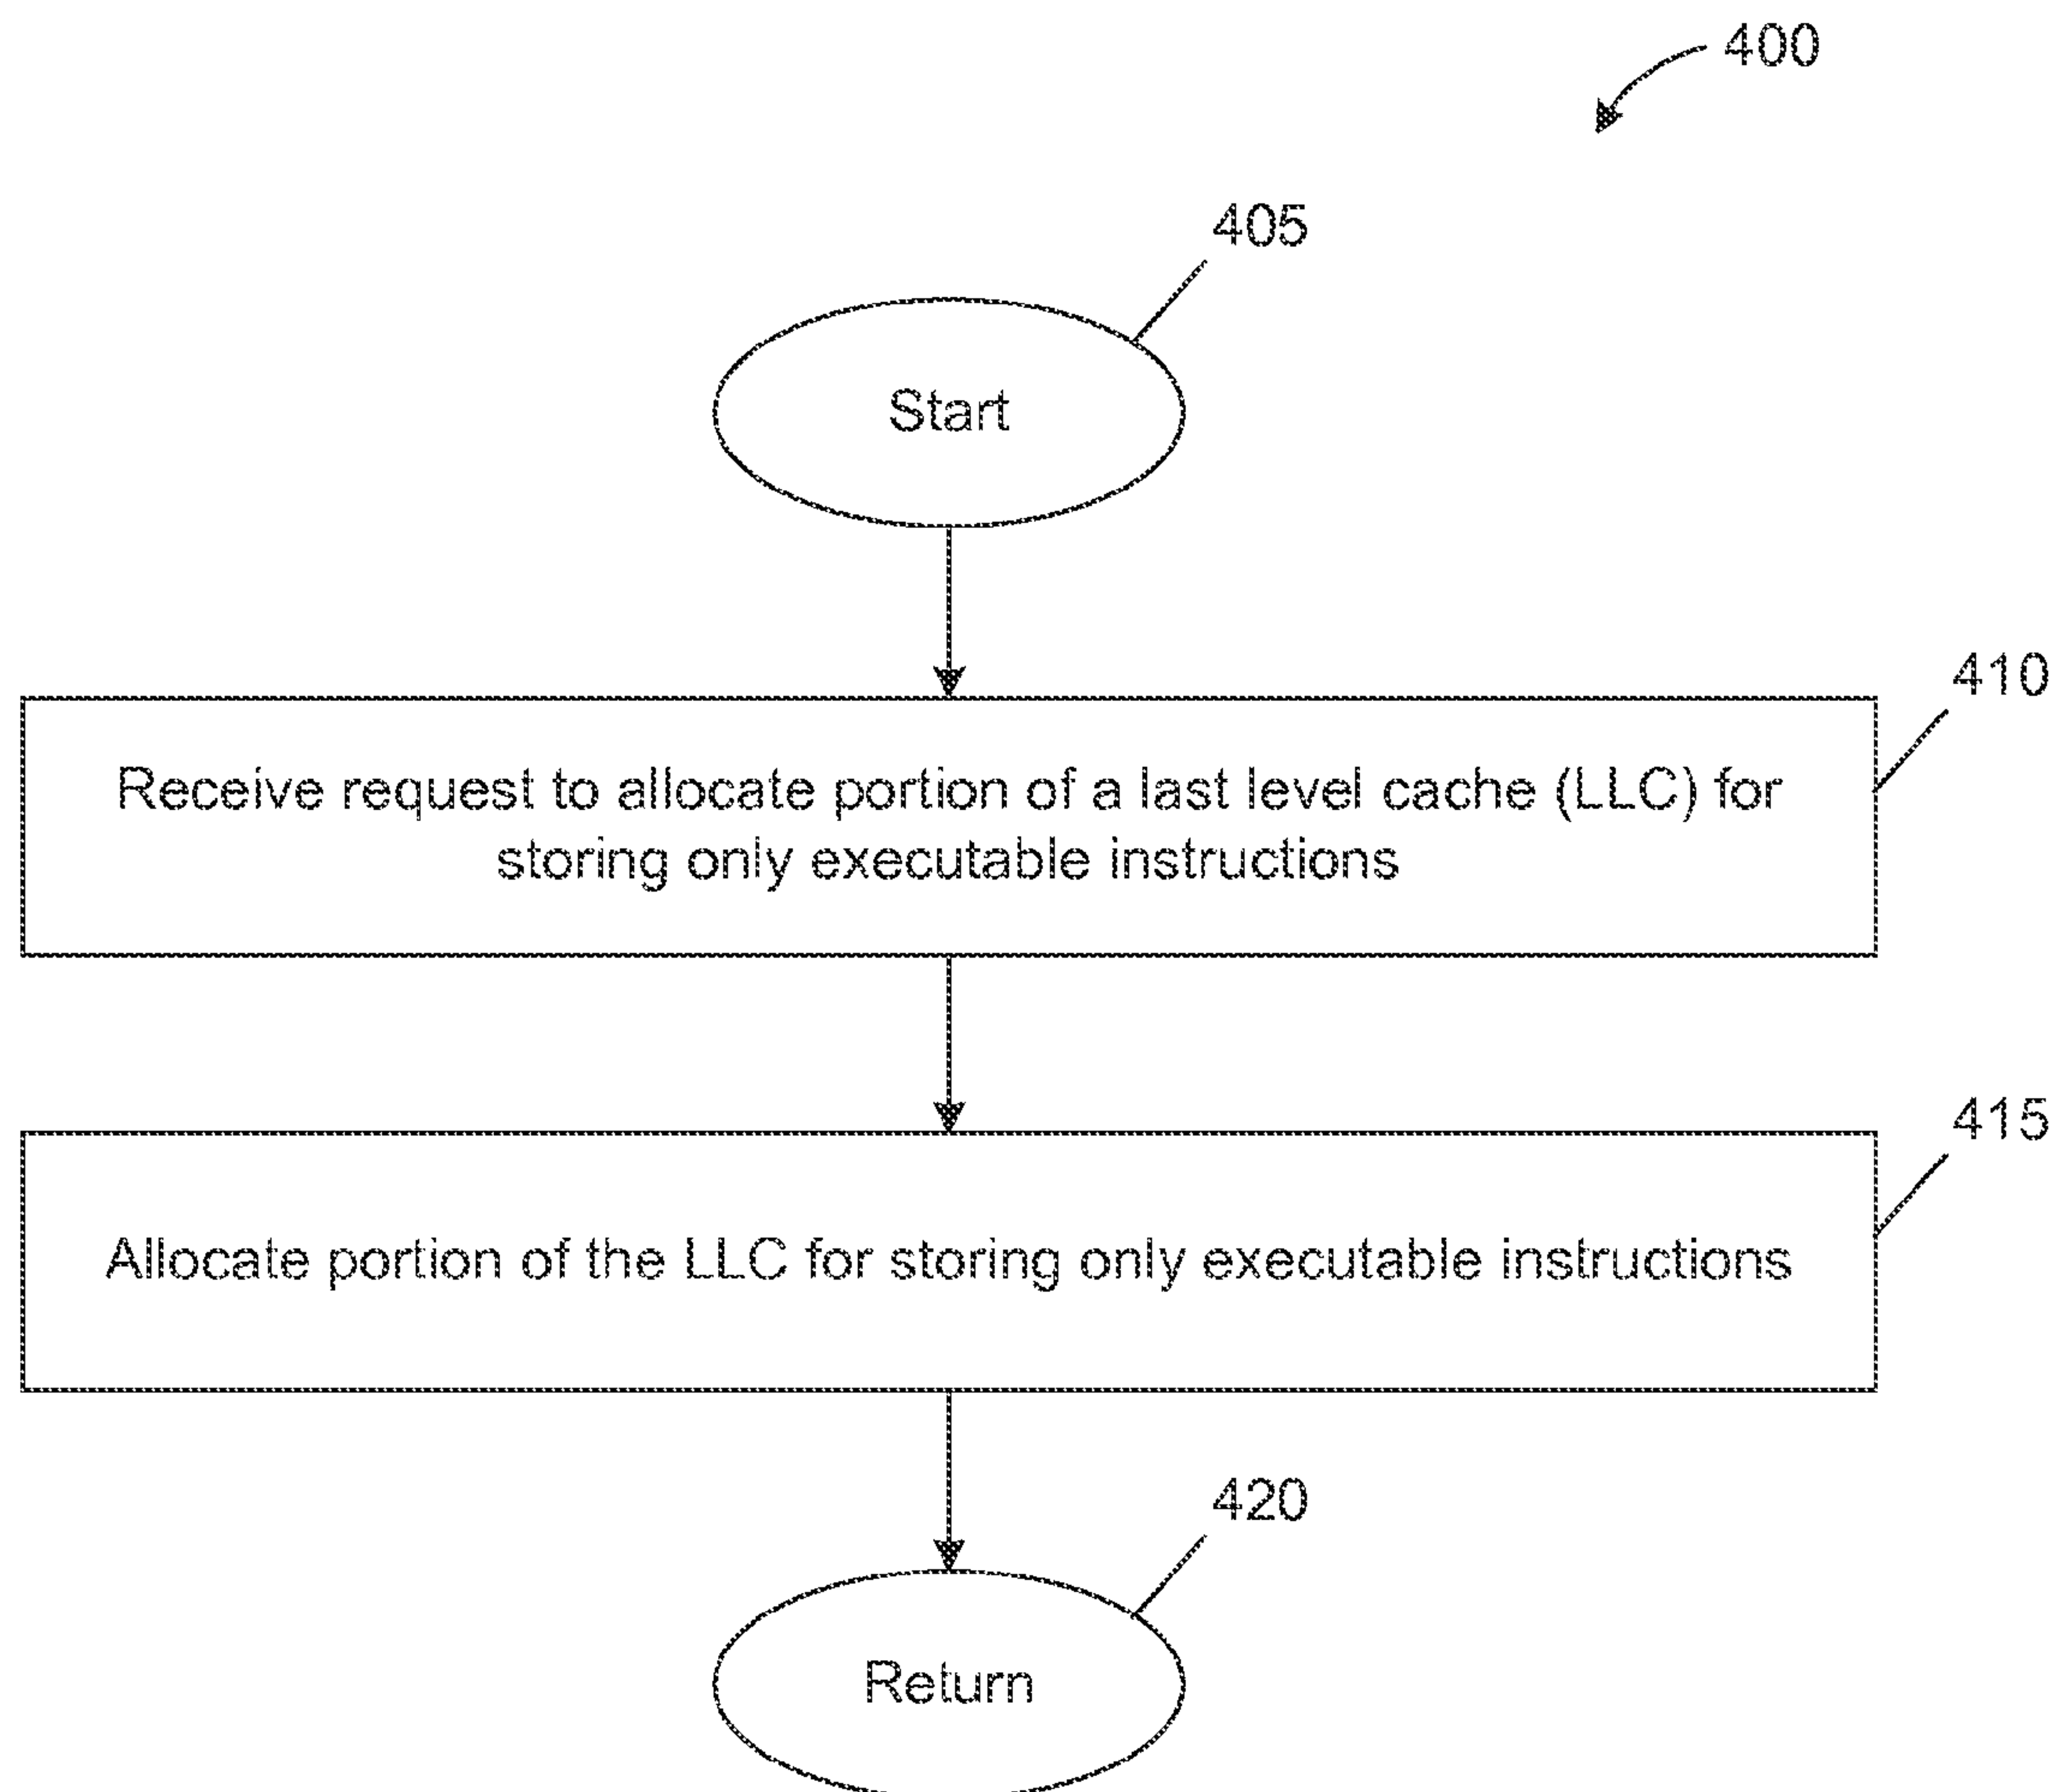 400
405
Start
410
Receive request to allocate portion of a last level cache (LLC) for
storing only executable instructions
415
Allocate portion of the LLC for storing only executable instructions
420
Return